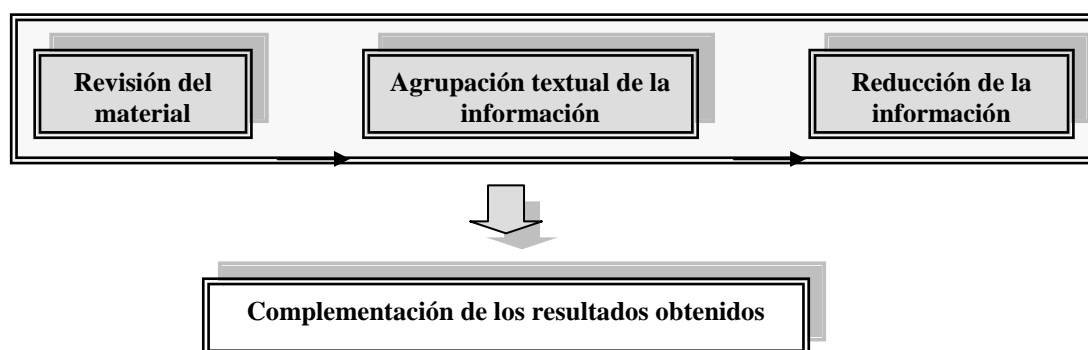 Revisión del
material
Agrupación textual de la
información
Reducción de la
información
Complementación de los resultados obtenidos